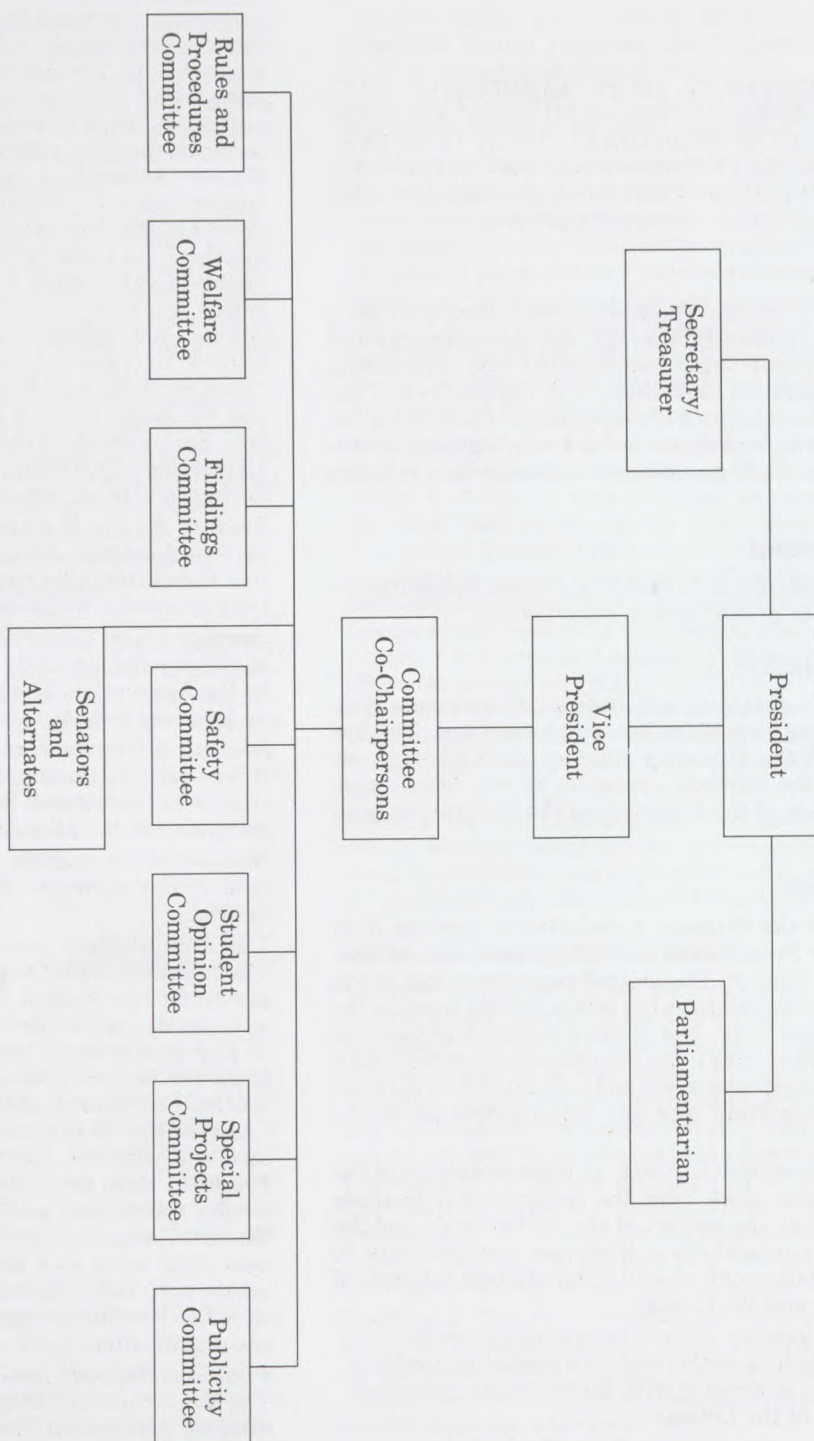 President
Secretary/
Treasurer
Parliamentarian
Vice
President
Committee
Co-Chairpersons
Rules and
Procedures
Committee
Welfare
Committee
Findings
Committee
Safety
Committee
Student
Opinion
Committee
Special
Projects
Committee
Publicity
Committee
Senators
and
Alternates